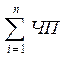 n
∑ ЧП
i = 1